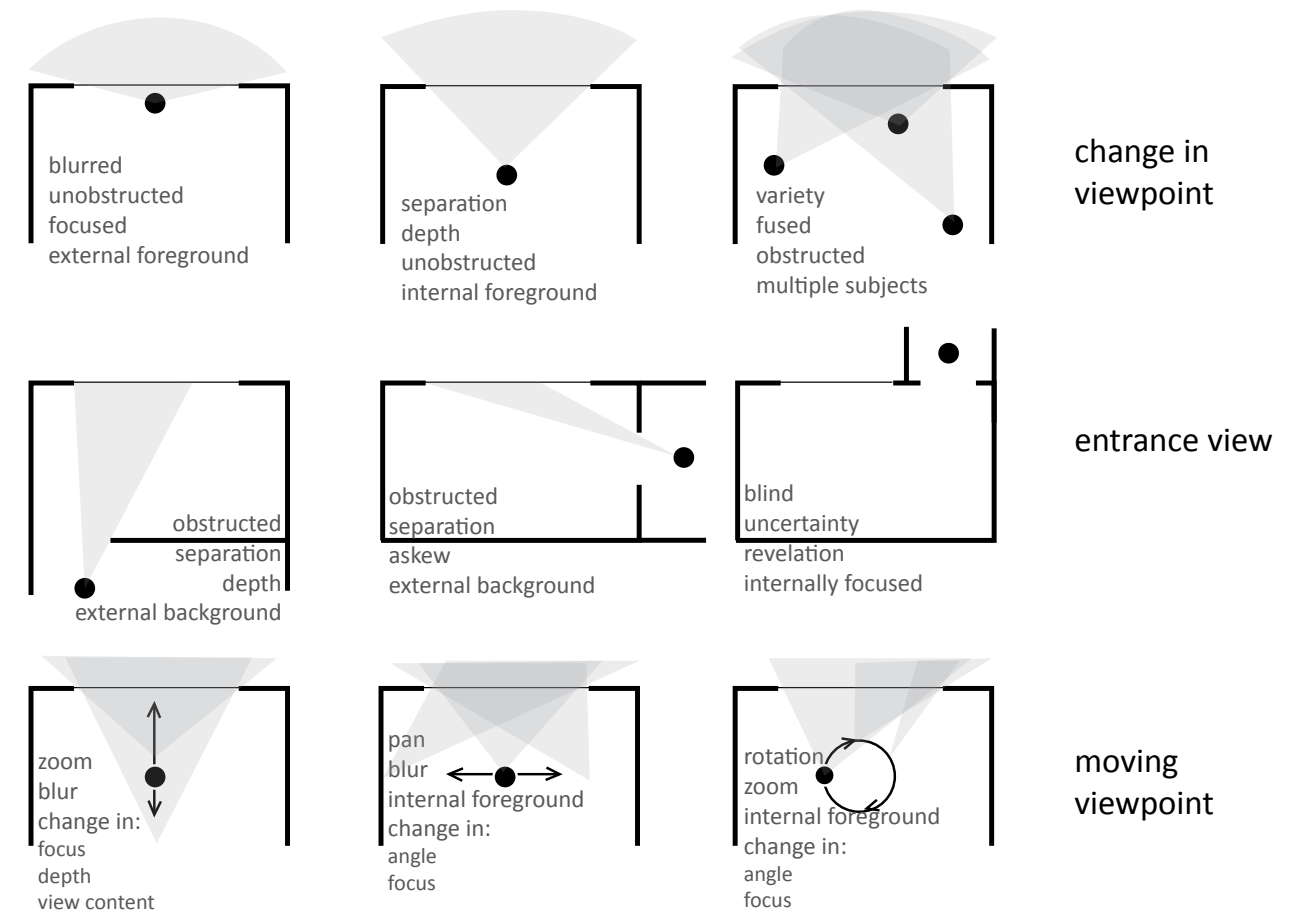 blurred
unobstructed
focused
external foreground
separation
depth
unobstructed
internal foreground
variety
fused
obstructed
multiple subjects
change in
viewpoint
obstructed
separation
depth
external background
obstructed
separation
askew
external background
blind
uncertainty
revelation
internally focused
entrance view
zoom
blur
change in:
focus
depth
view content
pan
blur
internal foreground
change in:
angle
focus
rotation
zoom
internal foreground
change in:
angle
focus
moving
viewpoint